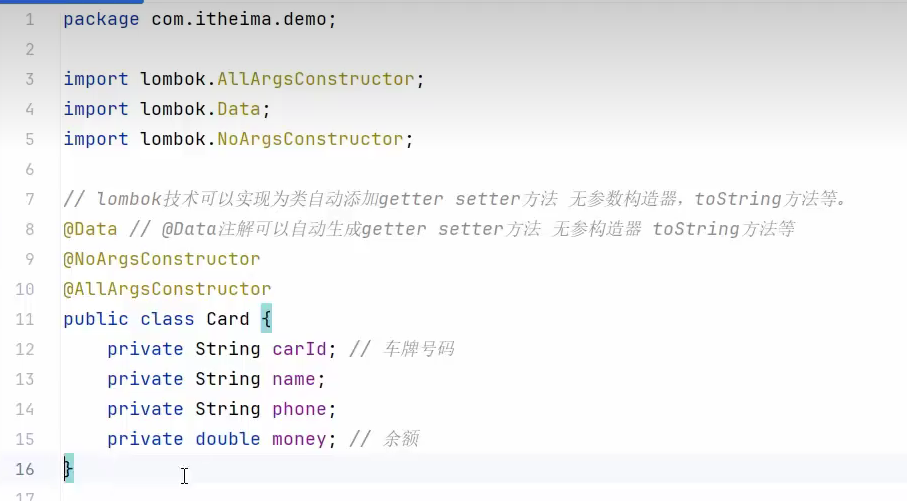 1 package com.itheima.demo;
2
3 import lombok.AllArgsConstructor;
4 import lombok.Data;
5 import lombok.NoArgsConstructor;
6
7 // lombok技术可以实现为类自动添加getter setter方法 无参数构造器，toString方法等。
8 @Data // @Data注解可以自动生成getter setter方法 无参构造器 toString方法等
9 @NoArgsConstructor
10 @AllArgsConstructor
11 public class Card {
12     private String carId; // 车牌号码
13     private String name;
14     private String phone;
15     private double money; // 余额
16 }
17